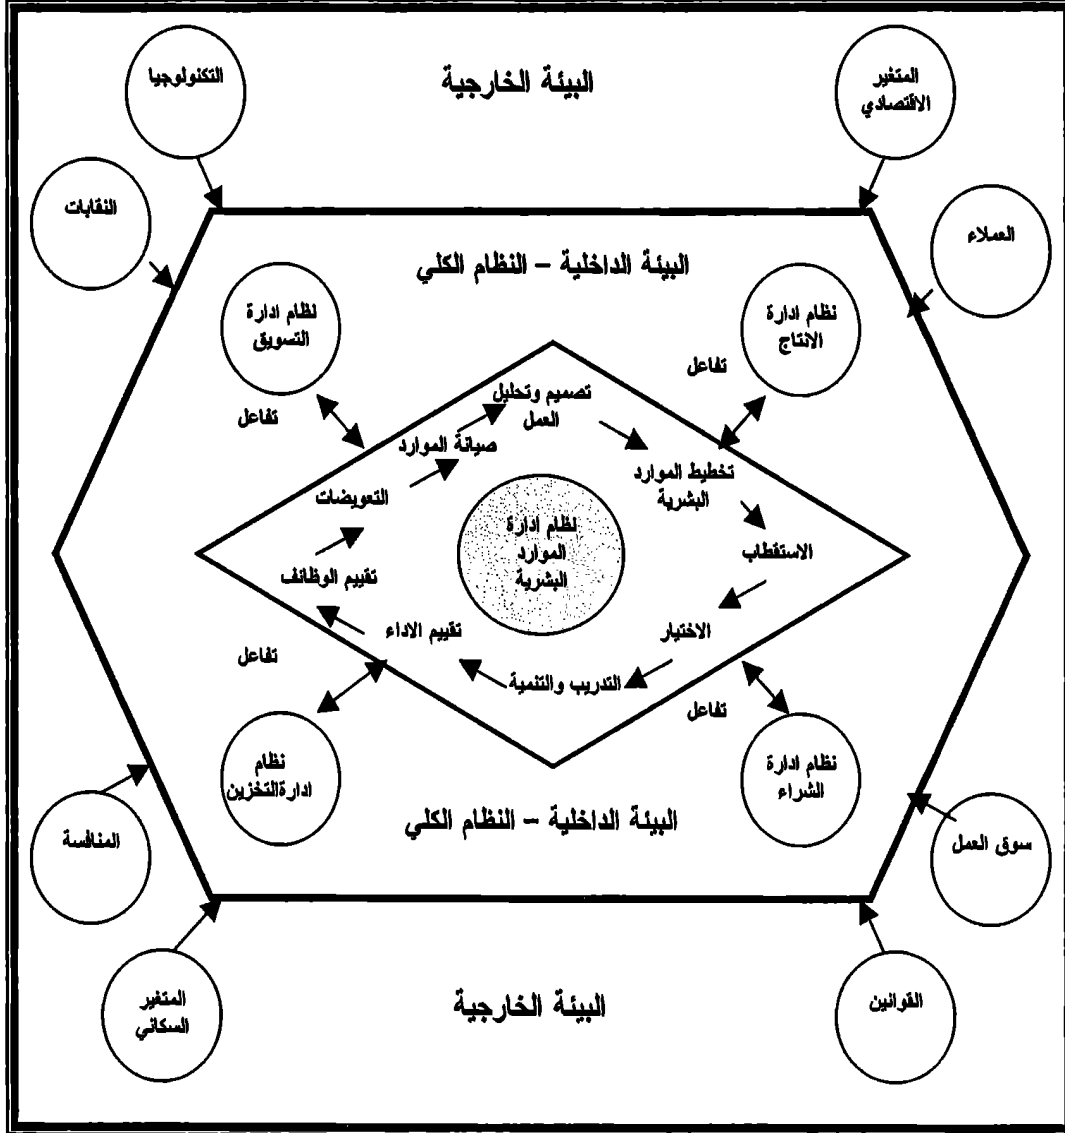 البيئة الخارجية
المتغير
الاقتصادي
التكنولوجيا
العملاء
النقابات
البيئة الداخلية – النظام الكلي
نظام ادارة
الانتاج
نظام ادارة
التسويق
تفاعل
تفاعل
تصميم وتحليل
العمل
صيانة الموارد
تخطيط الموارد
البشرية
التعويضات
نظام ادارة
الموارد
البشرية
الاستقطاب
تقييم الوظائف
الاختيار
تقييم الاداء
التدريب والتنمية
تفاعل
تفاعل
نظام ادارة
الشراء
نظام
ادارةالتخزين
البيئة الداخلية – النظام الكلي
سوق العمل
المنافسة
القوانين
المتغير
السكاني
البيئة الخارجية